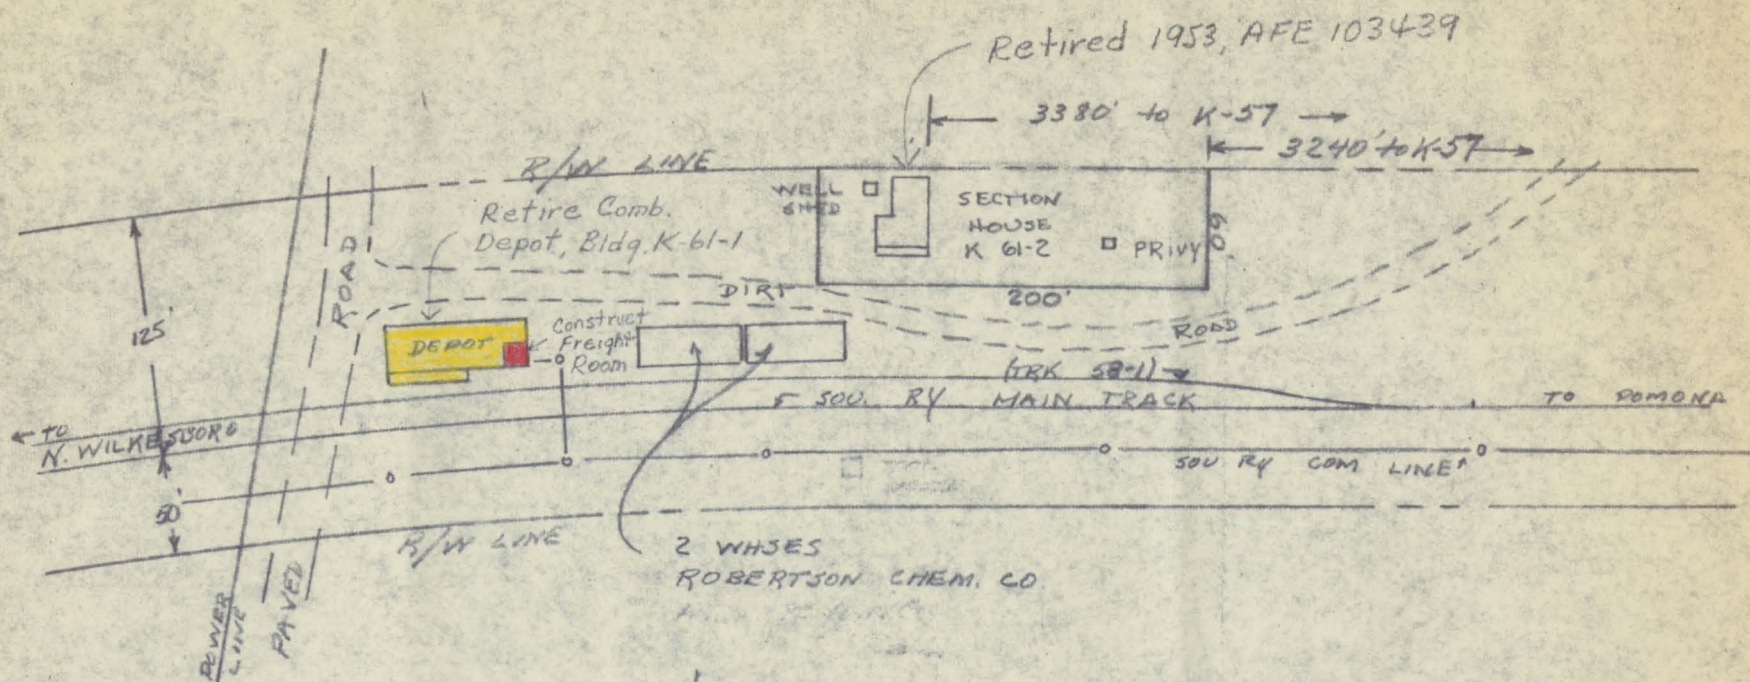 Retired 1953, AFE 103439
3380' to K-57
3240' to K-57
R/W LINE
WELL
SHED
SECTION
HOUSE
K 61-2
PRIVY
60'
200'
Retire Comb.
Depot, Bldg. K-61-1
ROAD
DIRT
ROAD
125'
DEPOT
Construct
Freight
Room
(TRK 58-1)
SOU. RY MAIN TRACK
TO POMONA
TO
N. WILKESBORO
SOU RY COM LINE
50'
R/W LINE
2 WHSES
ROBERTSON CHEM. CO.
POWER
LINE
PAVED